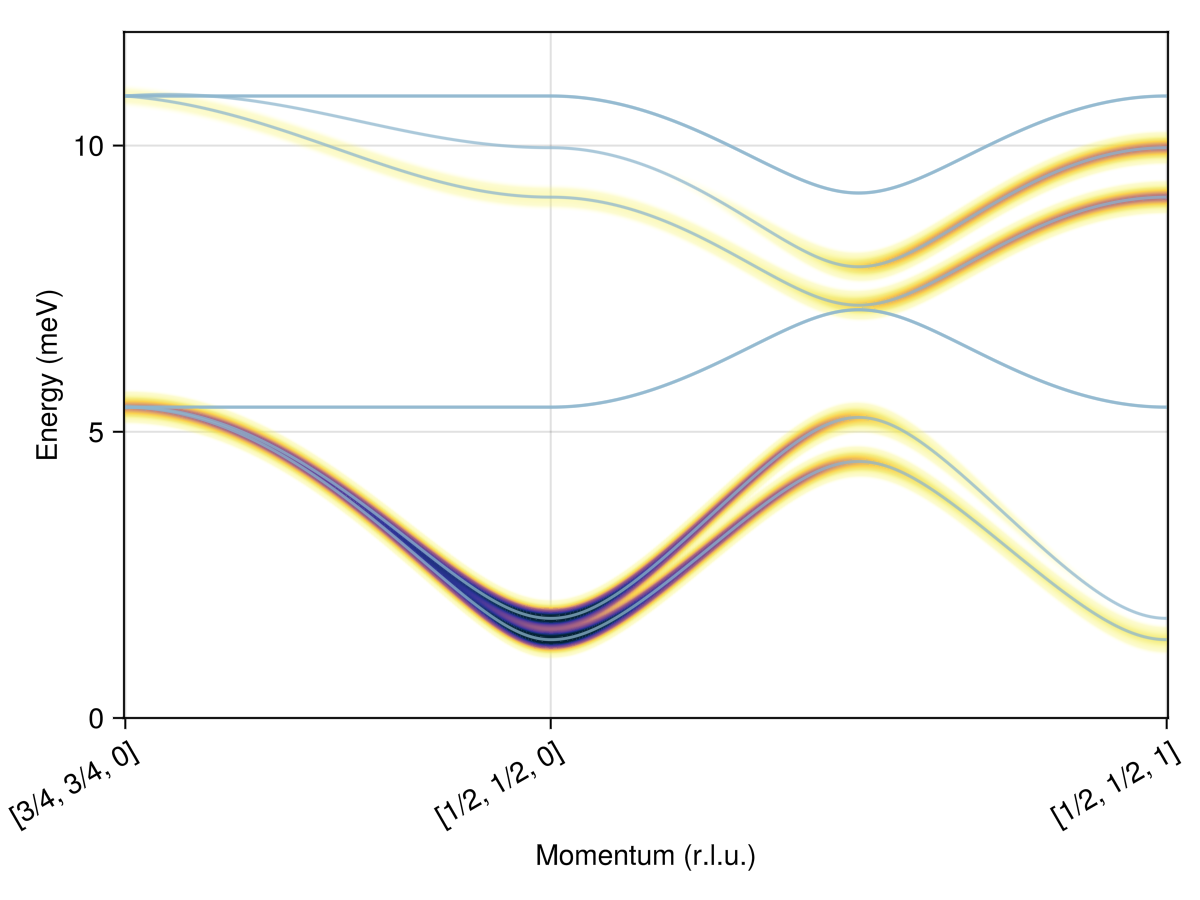 10
5
0
Energy (meV)
[3/4, 3/4, 0]
[1/2, 1/2, 0]
[1/2, 1/2, 1]
Momentum (r.l.u.)